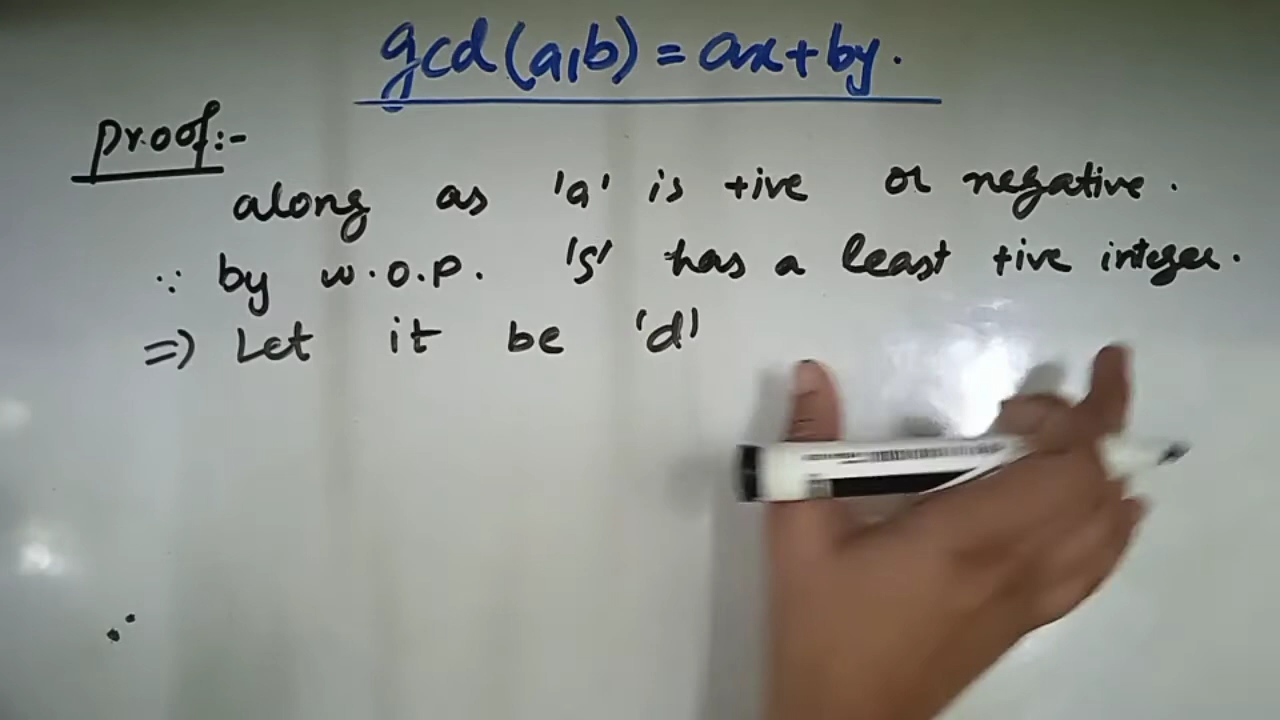 gcd(a,b) = ax+by.
Proof:-
along as 'a' is +ive or negative.
∵ by w.o.p. 'S' has a least +ive integer.
=> Let it be 'd'